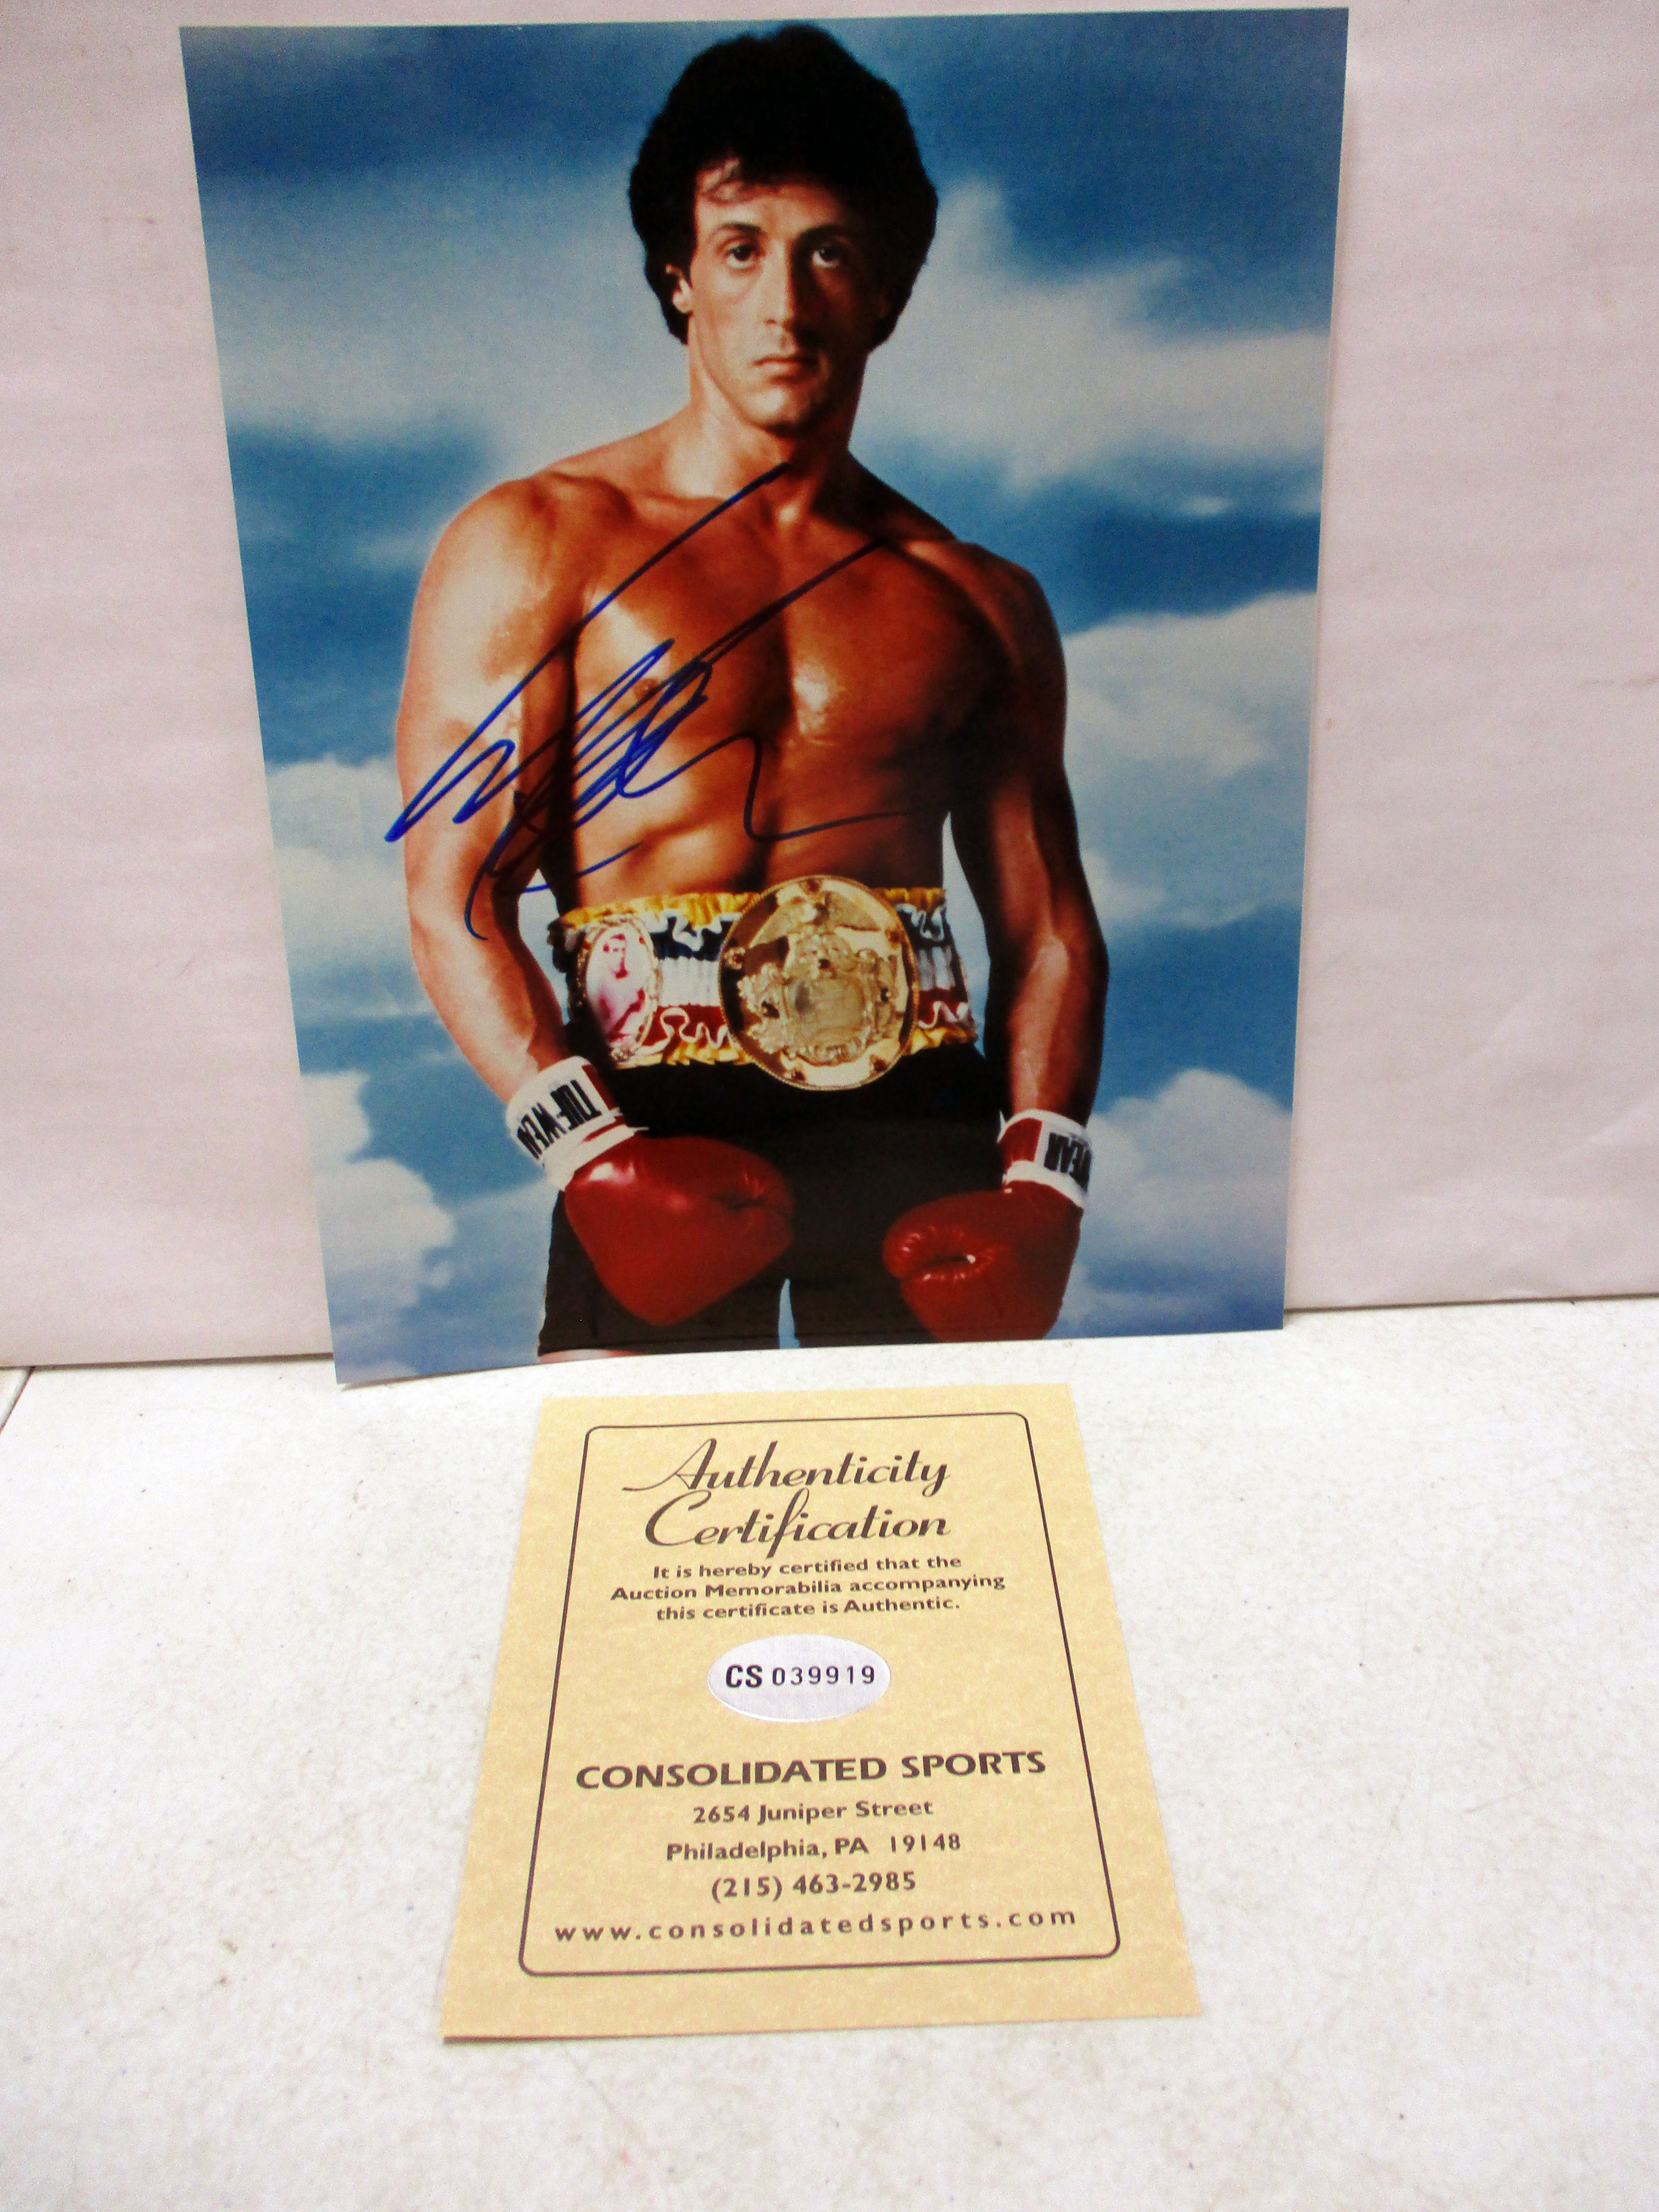 TUF-WEAR
WEAR
Authenticity
Certification
It is hereby certified that the
Auction Memorabilia accompanying
this certificate is Authentic.
CS 039919
CONSOLIDATED SPORTS
2654 Juniper Street
Philadelphia, PA 19148
(215) 463-2985
www.consolidatedsports.com